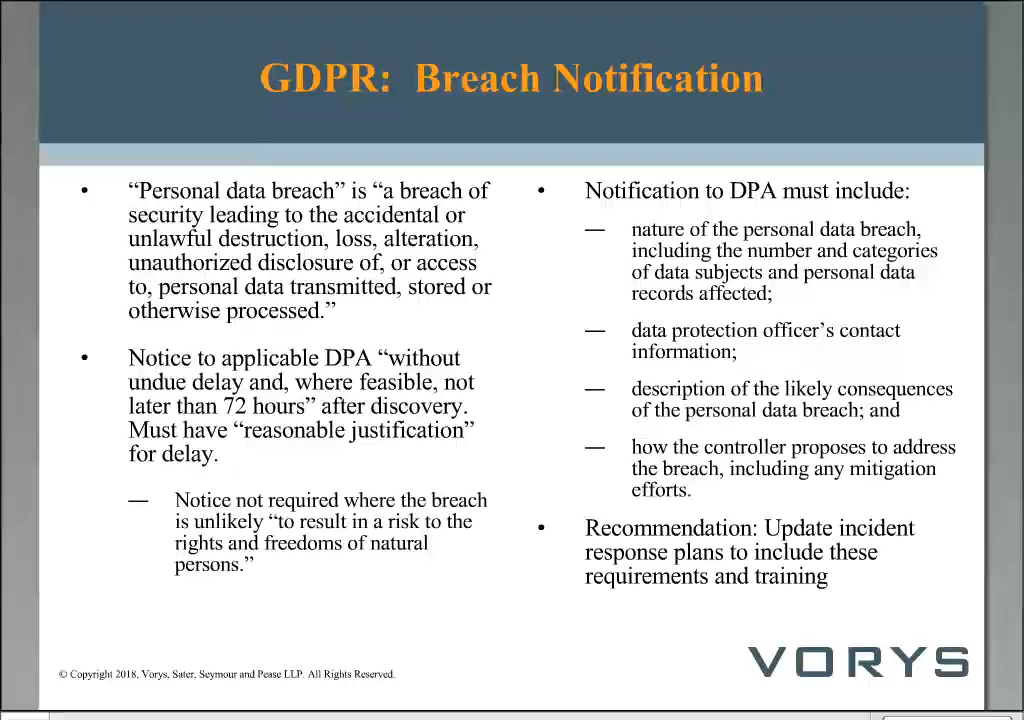 GDPR: Breach Notification
• “Personal data breach” is “a breach of
security leading to the accidental or
unlawful destruction, loss, alteration,
unauthorized disclosure of, or access
to, personal data transmitted, stored or
otherwise processed.”
• Notice to applicable DPA “without
undue delay and, where feasible, not
later than 72 hours” after discovery.
Must have “reasonable justification”
for delay.
— Notice not required where the breach
is unlikely “to result in a risk to the
rights and freedoms of natural
persons.”
• Notification to DPA must include:
— nature of the personal data breach,
including the number and categories
of data subjects and personal data
records affected;
— data protection officer’s contact
information;
— description of the likely consequences
of the personal data breach; and
— how the controller proposes to address
the breach, including any mitigation
efforts.
• Recommendation: Update incident
response plans to include these
requirements and training
© Copyright 2018, Vorys, Sater, Seymour and Pease LLP. All Rights Reserved.
VORYS